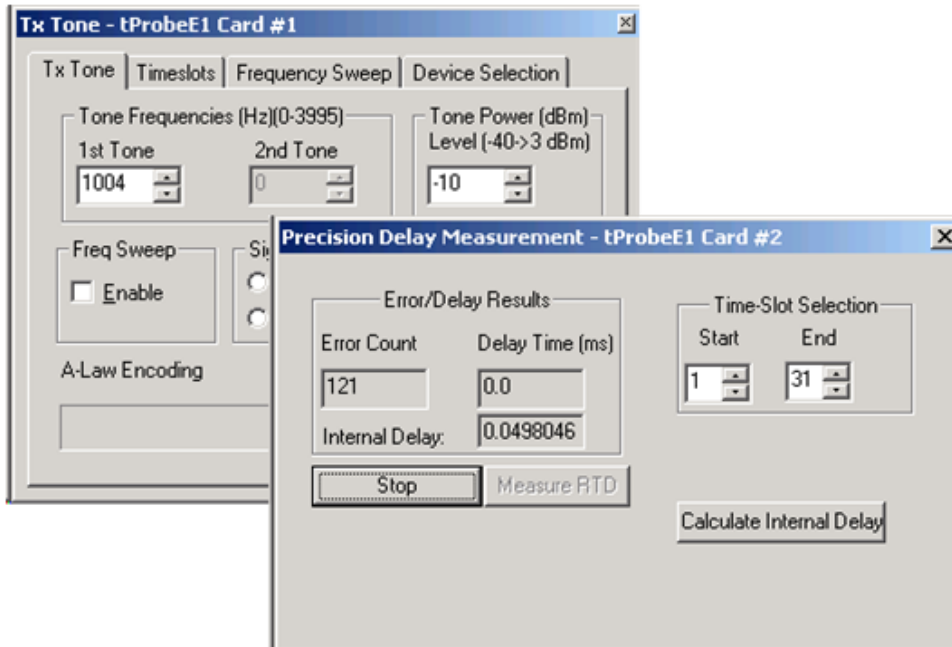 Tx Tone - tProbeE1 Card #1
Tx Tone Timeslots Frequency Sweep Device Selection
Tone Frequencies (Hz)(0-3995)
1st Tone 2nd Tone
1004 0
Tone Power (dBm)
Level (-40->3 dBm)
-10
Freq Sweep
Enable
A-Law Encoding
Precision Delay Measurement - tProbeE1 Card #2
Error/Delay Results
Error Count Delay Time (ms)
121 0.0
Internal Delay: 0.0498046
Stop Measure RTD
Time-Slot Selection
Start End
1 31
Calculate Internal Delay